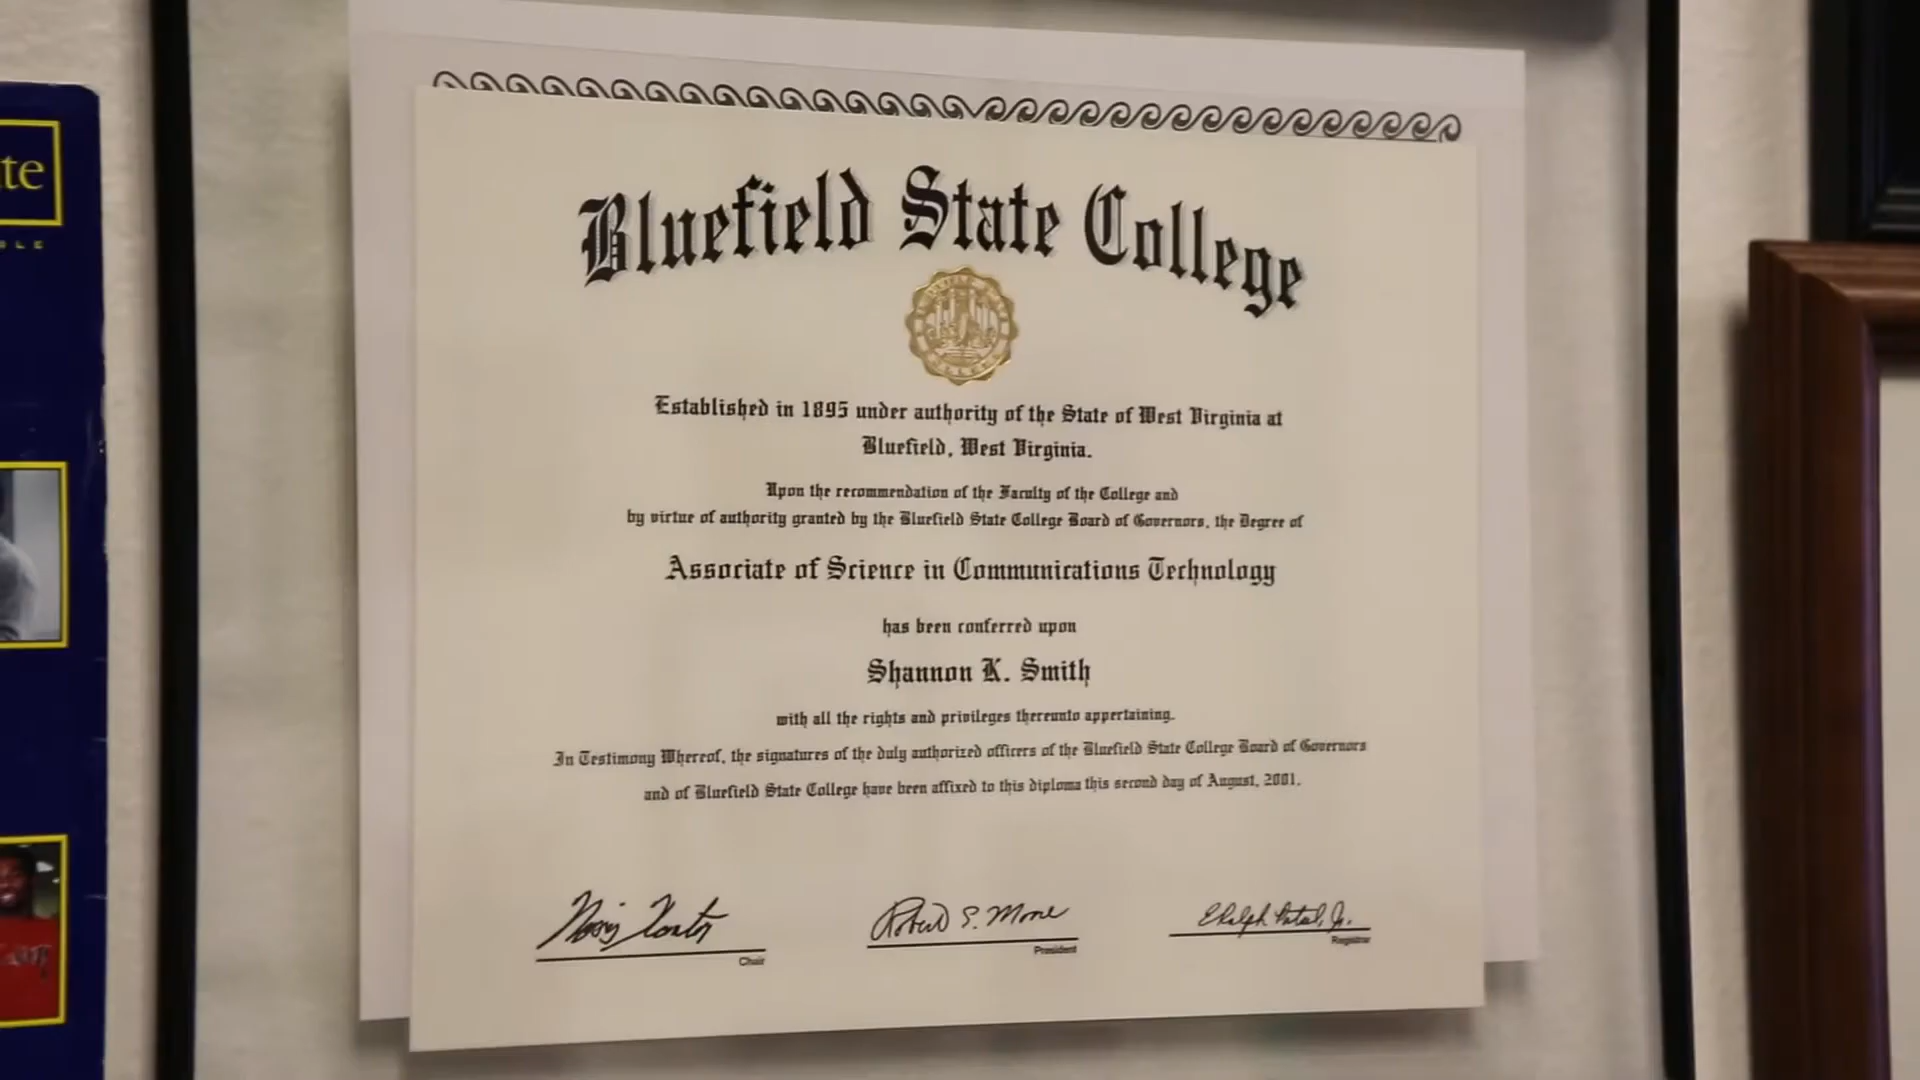 te
Bluefield State College
Established in 1895 under authority of the State of West Virginia at
Bluefield, West Virginia.
Upon the recommendation of the Faculty of the College and
by virtue of authority granted by the Bluefield State College Board of Governors, the Degree of
Associate of Science in Communications Technology
has been conferred upon
Shannon K. Smith
with all the rights and privileges thereunto appertaining.
In Testimony Whereof, the signatures of the duly authorized officers of the Bluefield State College Board of Governors
and of Bluefield State College have been affixed to this diploma this second day of August, 2001.
Chair
President
Registrar